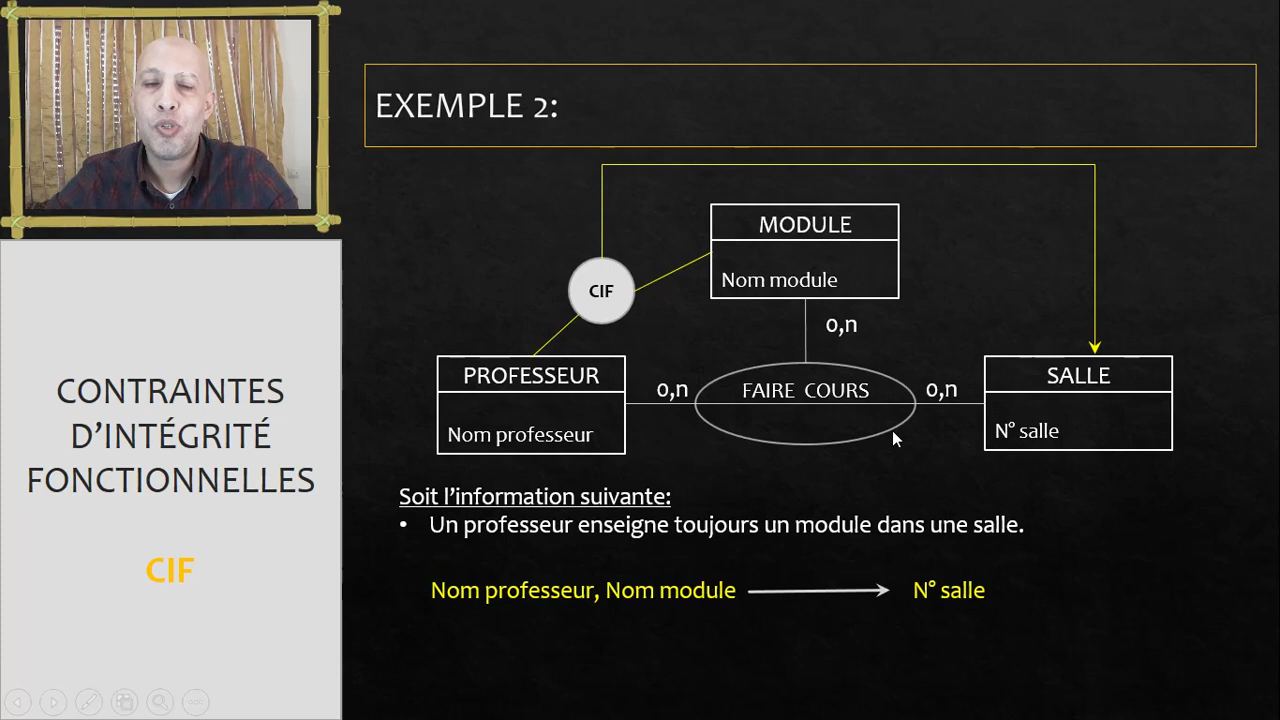 EXEMPLE 2:
MODULE
Nom module
CIF
0,n
PROFESSEUR
Nom professeur
0,n
FAIRE COURS
0,n
SALLE
N° salle
CONTRAINTES
D'INTÉGRITÉ
FONCTIONNELLES
CIF
Soit l'information suivante:
• Un professeur enseigne toujours un module dans une salle.
Nom professeur, Nom module
N° salle